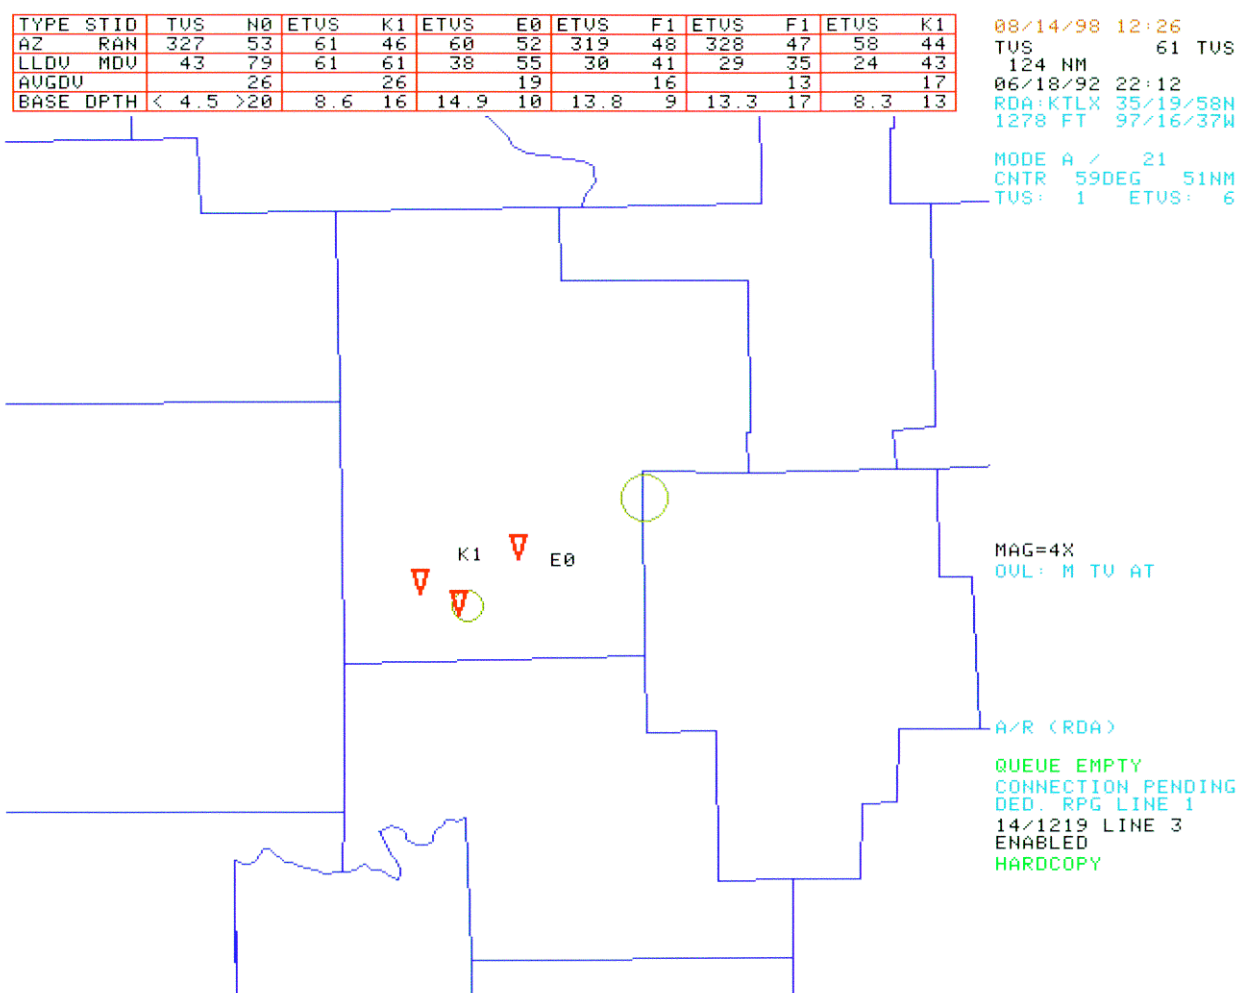 TYPE STID TVS N0 ETVS K1 ETVS E0 ETVS F1 ETVS F1 ETVS K1
AZ RAN 327 53 61 46 60 52 319 48 328 47 58 44
LLDV MDV 43 79 61 61 38 55 30 41 29 35 24 43
AVGDV 26 26 19 16 13 17
BASE DPTH < 4.5 >20 8.6 16 14.9 10 13.8 9 13.3 17 8.3 13
08/14/98 12:26
TVS 61 TVS
124 NM
06/18/92 22:12
RDA:KTLX 35/19/58N
1278 FT 97/16/37W
MODE A / 21
CNTR 59DEG 51NM
TVS: 1 ETVS: 6
K1
E0
MAG=4X
OVL: M TV AT
A/R (RDA)
QUEUE EMPTY
CONNECTION PENDING
DED. RPG LINE 1
14/1219 LINE 3
ENABLED
HARDCOPY